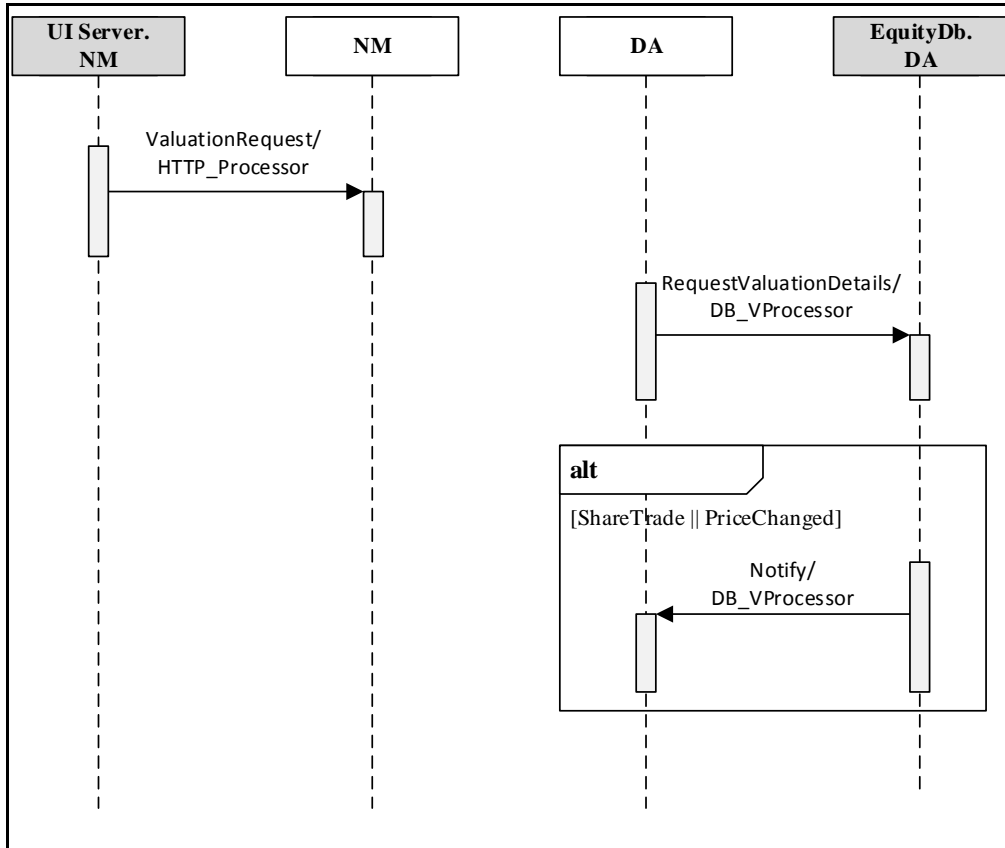 UI Server.
NM
NM
DA
EquityDb.
DA
ValuationRequest/
HTTP_Processor
RequestValuationDetails/
DB_VProcessor
alt
[ShareTrade || PriceChanged]
Notify/
DB_VProcessor